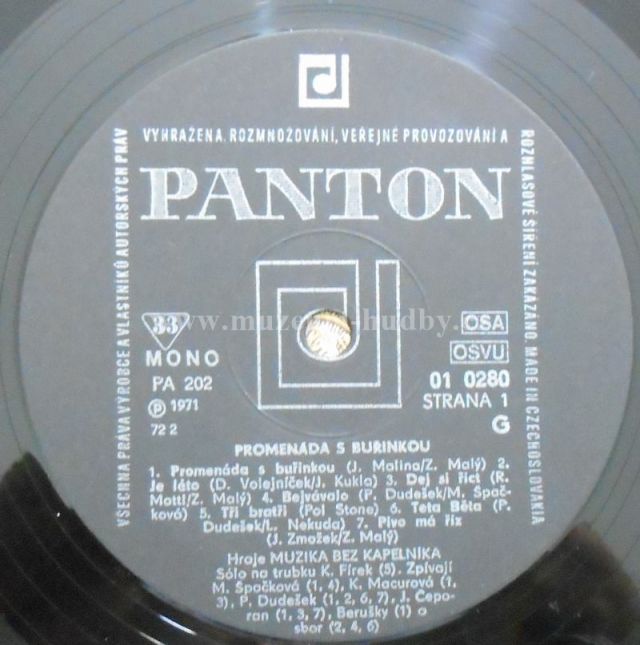 VYHRAŽENA. ROZMNOŽOVÁNÍ, VEŘEJNÉ PROVOZOVÁNÍ A
ROZHLASOVÉ ŠÍŘENÍ ZAKÁZÁNO. MADE IN CZECHOSLOVAKIA
VŠECHNA PRÁVA VÝROBCE A VLASTNÍKŮ AUTORSKÝCH PRÁV
PANTON
33
MONO
PA 202
Ⓟ 1971
72 2
OSA
OSVU
01 0280
STRANA 1
G
PROMENÁDA S BUŘINKOU
1. Promenáda s buřinkou (J. Malina/Z. Malý) 2.
Je láto (D. Volejníček/J. Kukla) 3. Dej si říct (R.
Mottl/Z. Malý) 4. Bejvávalo (P. Dudešek/M. Špač-
ková) 5. Tři bratři (Pol Stone) 6. Teta Běta (P.
Dudešek/L. Nekuda) 7. Pivo má říz
(J. Zmožek/Z. Malý)
Hraje MUZIKA BEZ KAPELNÍKA
Sólo na trubku K. Fírek (5). Zpívají
M. Špačková (1, 4), K. Macurová (1,
3), P. Dudešek (1, 2, 6, 7), J. Čepo-
ran (1, 3, 7), Berušky (1) a
sbor (2, 4, 6)